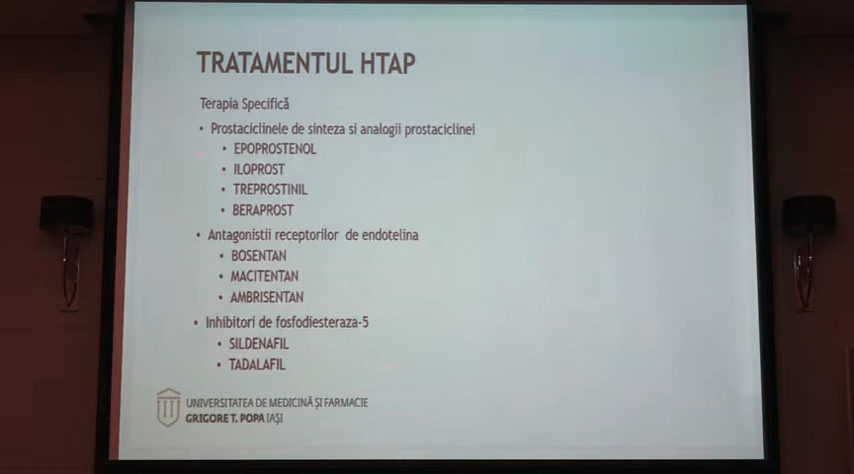 TRATAMENTUL HTAP
Terapia Specifică
• Prostaciclinele de sinteza si analogii prostaciclinei
• EPOPROSTENOL
• ILOPROST
• TREPROSTINIL
• BERAPROST
• Antagonistii receptorilor de endotelina
• BOSENTAN
• MACITENTAN
• AMBRISENTAN
• Inhibitori de fosfodiesteraza-5
• SILDENAFIL
• TADALAFIL
UNIVERSITATEA DE MEDICINĂ ȘI FARMACIE
GRIGORE T. POPA IAȘI